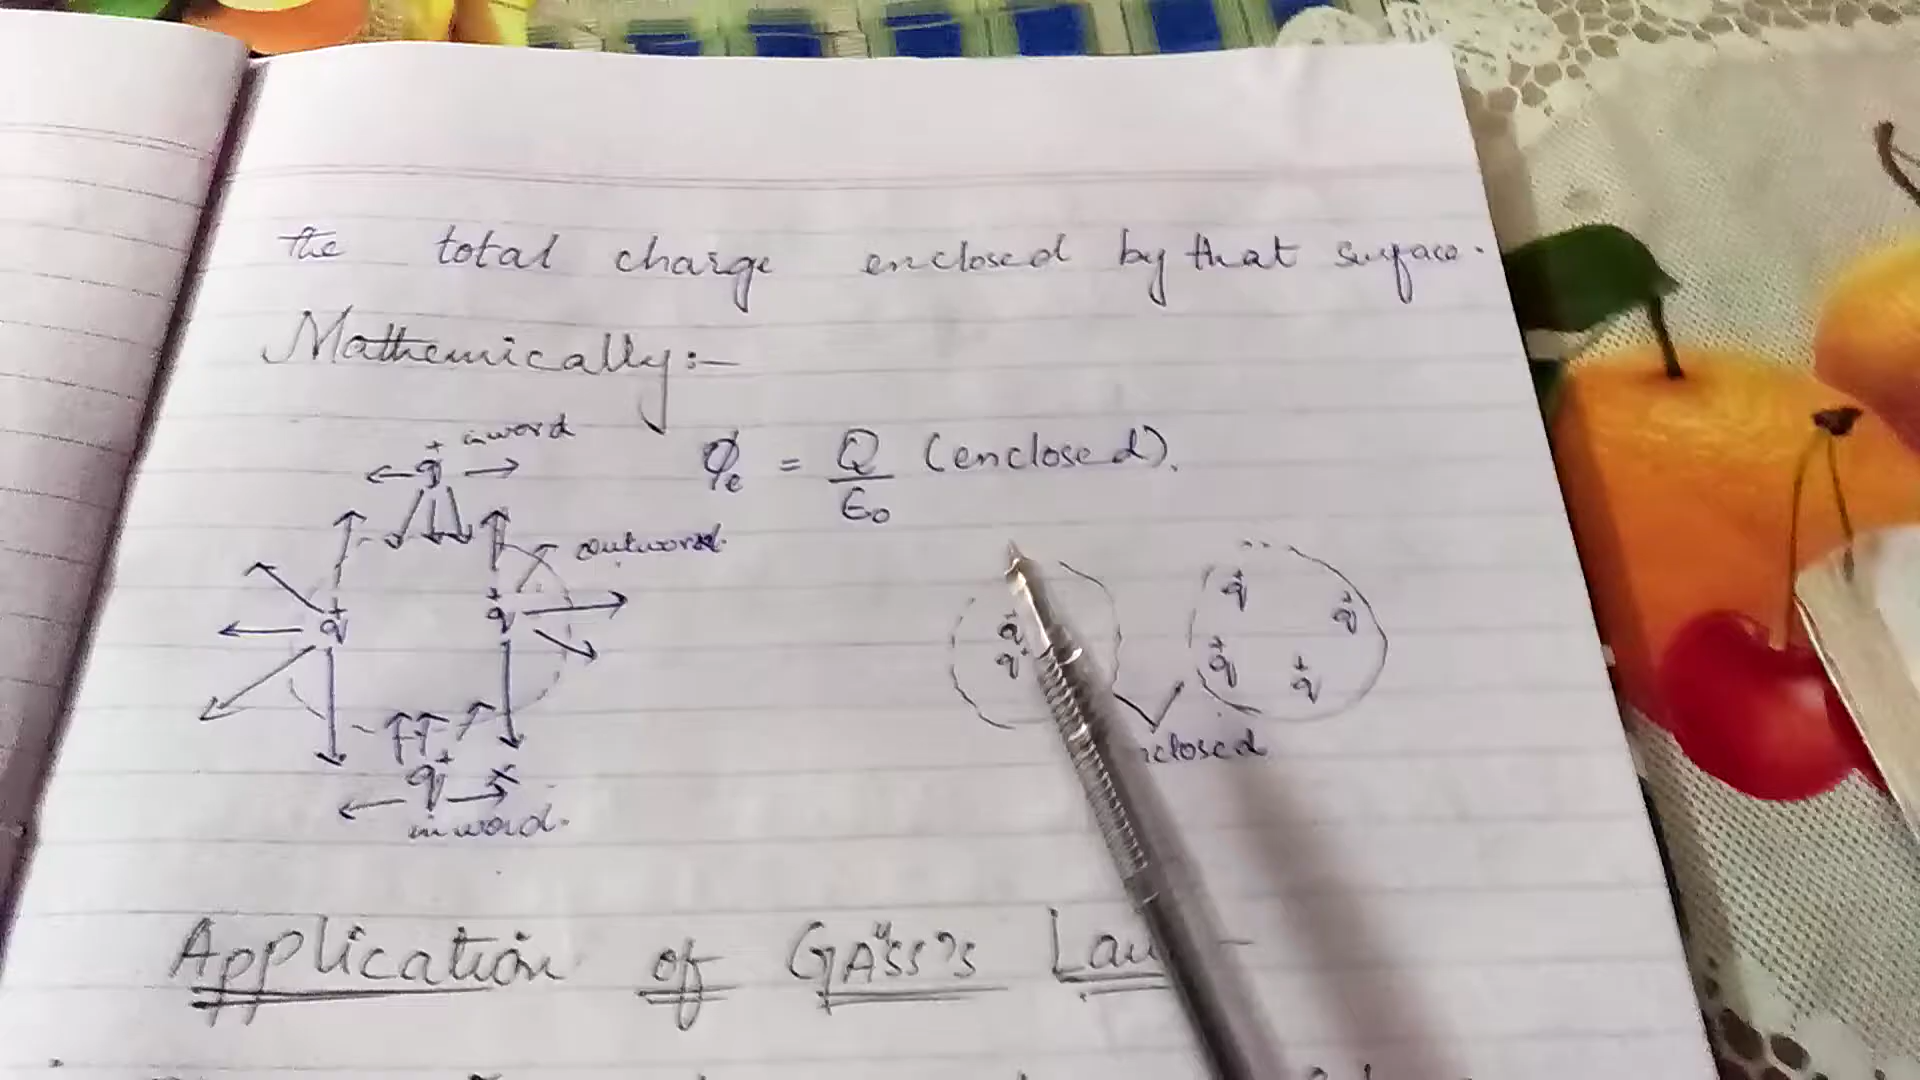 the total charge enclosed by that surface.
Mathemically:-
+q inword
Φe = Q/ϵ0 (enclosed).
outword.
+q +q
+q +q
+q
+q
+q +q
nclosed
+q
inword.
Application of GAuss's Law